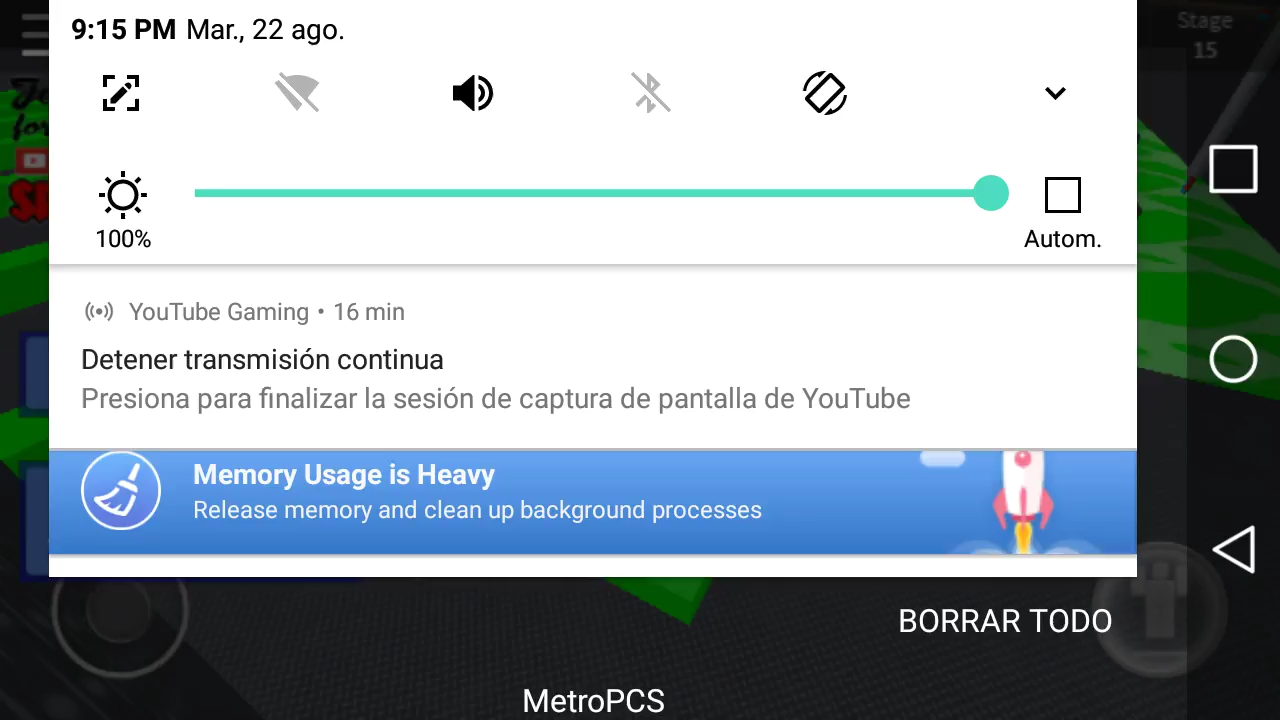 9:15 PM Mar., 22 ago.
Stage
15
100%
Autom.
YouTube Gaming • 16 min
Detener transmisión continua
Presiona para finalizar la sesión de captura de pantalla de YouTube
Memory Usage is Heavy
Release memory and clean up background processes
BORRAR TODO
MetroPCS